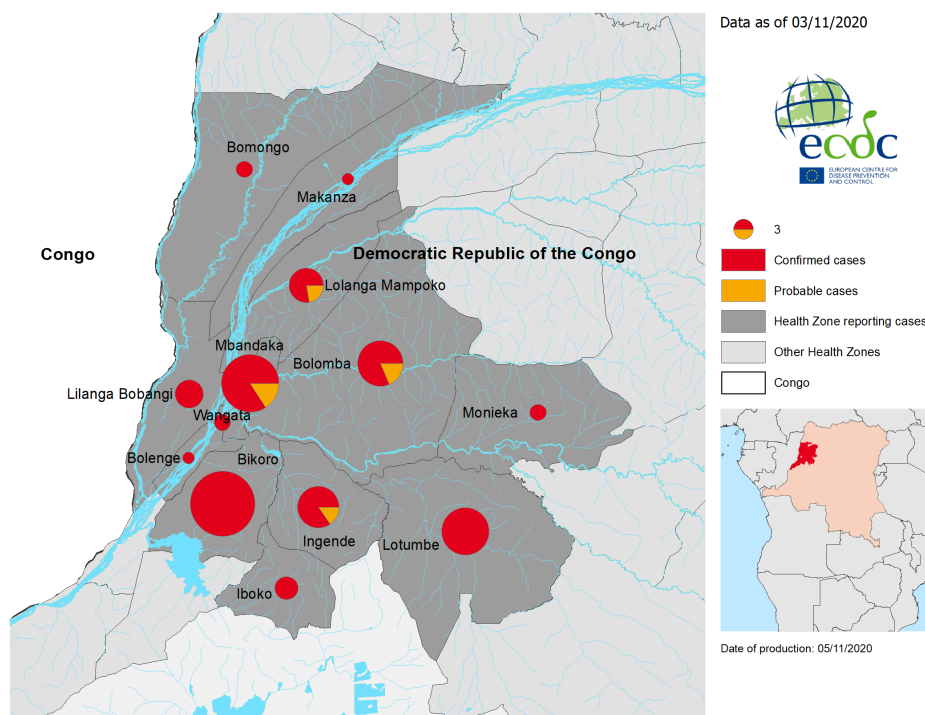 Data as of 03/11/2020
ecdc
EUROPEAN CENTRE FOR
DISEASE PREVENTION
AND CONTROL
Bomongo
Makanza
Congo
Democratic Republic of the Congo
Lolanga Mampoko
Mbandaka
Bolomba
Lilanga Bobangi
Wangata
Monieka
Bolenge
Bikoro
Ingende
Lotumbe
Iboko
3
Confirmed cases
Probable cases
Health Zone reporting cases
Other Health Zones
Congo
Date of production: 05/11/2020